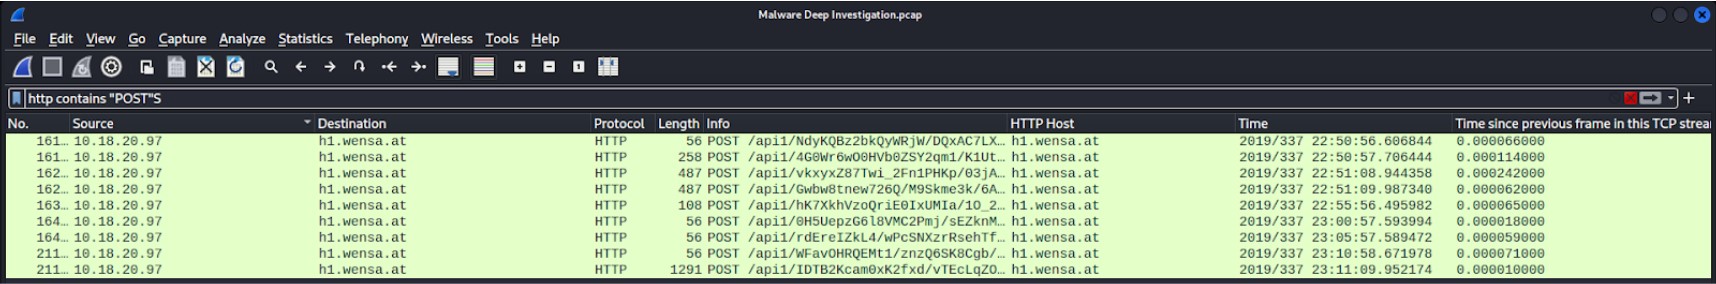 Malware Deep Investigation.pcap
File Edit View Go Capture Analyze Statistics Telephony Wireless Tools Help
http contains "POST"S
No. Source Destination Protocol Length Info HTTP Host Time Time since previous frame in this TCP strea
161… 10.18.20.97 h1.wensa.at HTTP 56 POST /api1/NdyKQBz2bkQyWRjW/DQxAC7LX… h1.wensa.at 2019/337 22:50:56.606844 0.000066000
161… 10.18.20.97 h1.wensa.at HTTP 258 POST /api1/4G0Wr6wO0HVb0ZSY2qm1/K1Ut… h1.wensa.at 2019/337 22:50:57.706444 0.000114000
162… 10.18.20.97 h1.wensa.at HTTP 487 POST /api1/vkxyxZ87Twi_2Fn1PHKp/03jA… h1.wensa.at 2019/337 22:51:08.944358 0.000242000
162… 10.18.20.97 h1.wensa.at HTTP 487 POST /api1/Gwbw8tnew726Q/M9Skme3k/6A… h1.wensa.at 2019/337 22:51:09.987340 0.000062000
163… 10.18.20.97 h1.wensa.at HTTP 108 POST /api1/hK7XkhVzoQriE0IxUMIa/1O_2… h1.wensa.at 2019/337 22:55:56.495982 0.000065000
164… 10.18.20.97 h1.wensa.at HTTP 56 POST /api1/0H5UepzG6l8VMC2Pmj/sEZknM… h1.wensa.at 2019/337 23:00:57.593994 0.000018000
164… 10.18.20.97 h1.wensa.at HTTP 56 POST /api1/rdEreIZkL4/wPcSNXzrRsehTf… h1.wensa.at 2019/337 23:05:57.589472 0.000059000
211… 10.18.20.97 h1.wensa.at HTTP 56 POST /api1/WFavOHRQEMt1/znzQ6SK8Cgb/… h1.wensa.at 2019/337 23:10:58.671978 0.000071000
211… 10.18.20.97 h1.wensa.at HTTP 1291 POST /api1/IDTB2Kcam0xK2fxd/vTEcLqZO… h1.wensa.at 2019/337 23:11:09.952174 0.000010000